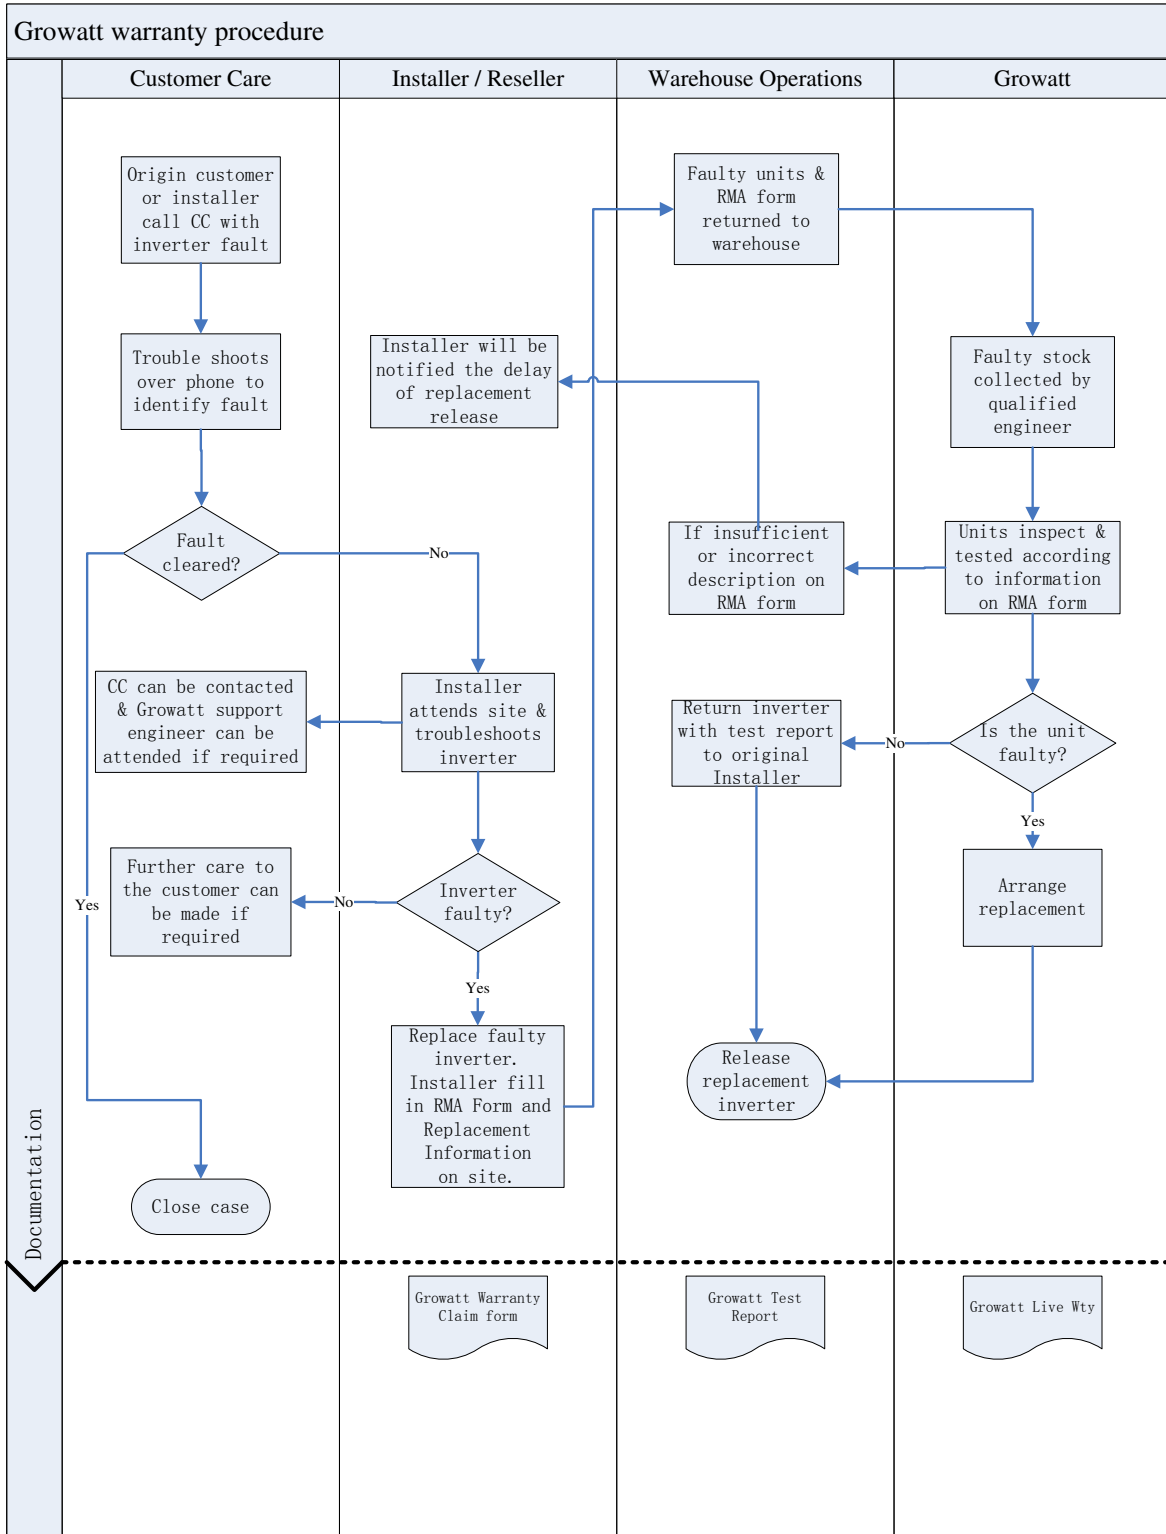 Growatt warranty procedure
Customer Care
Installer / Reseller
Warehouse Operations
Growatt
Origin customer
or installer
call CC with
inverter fault
Trouble shoots
over phone to
identify fault
Fault
cleared?
No
Yes
CC can be contacted
& Growatt support
engineer can be
attended if required
Further care to
the customer can
be made if
required
Close case
Installer will be
notified the delay
of replacement
release
Installer
attends site &
troubleshoots
inverter
Inverter
faulty?
No
Yes
Replace faulty
inverter.
Installer fill
in RMA Form and
Replacement
Information
on site.
Faulty units &
RMA form
returned to
warehouse
If insufficient
or incorrect
description on
RMA form
Return inverter
with test report
to original
Installer
Release
replacement
inverter
Faulty stock
collected by
qualified
engineer
Units inspect &
tested according
to information
on RMA form
Is the unit
faulty?
No
Yes
Arrange
replacement
Documentation
Growatt Warranty
Claim form
Growatt Test
Report
Growatt Live Wty